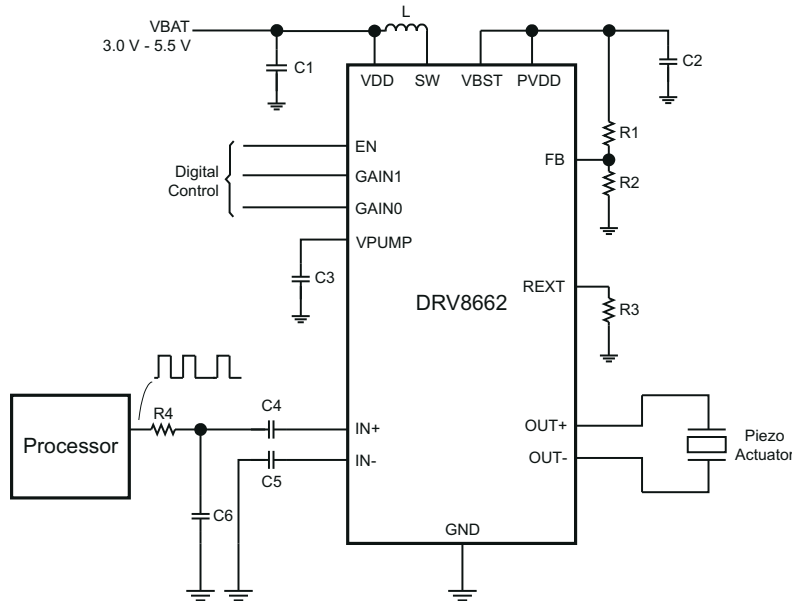 L
VBAT
3.0 V - 5.5 V
C1
C2
VDD
SW
VBST
PVDD
R1
EN
FB
Digital
Control
GAIN1
R2
GAIN0
VPUMP
C3
REXT
DRV8662
R3
C4
R4
IN+
OUT+
Processor
Piezo
Actuator
IN-
OUT-
C5
C6
GND